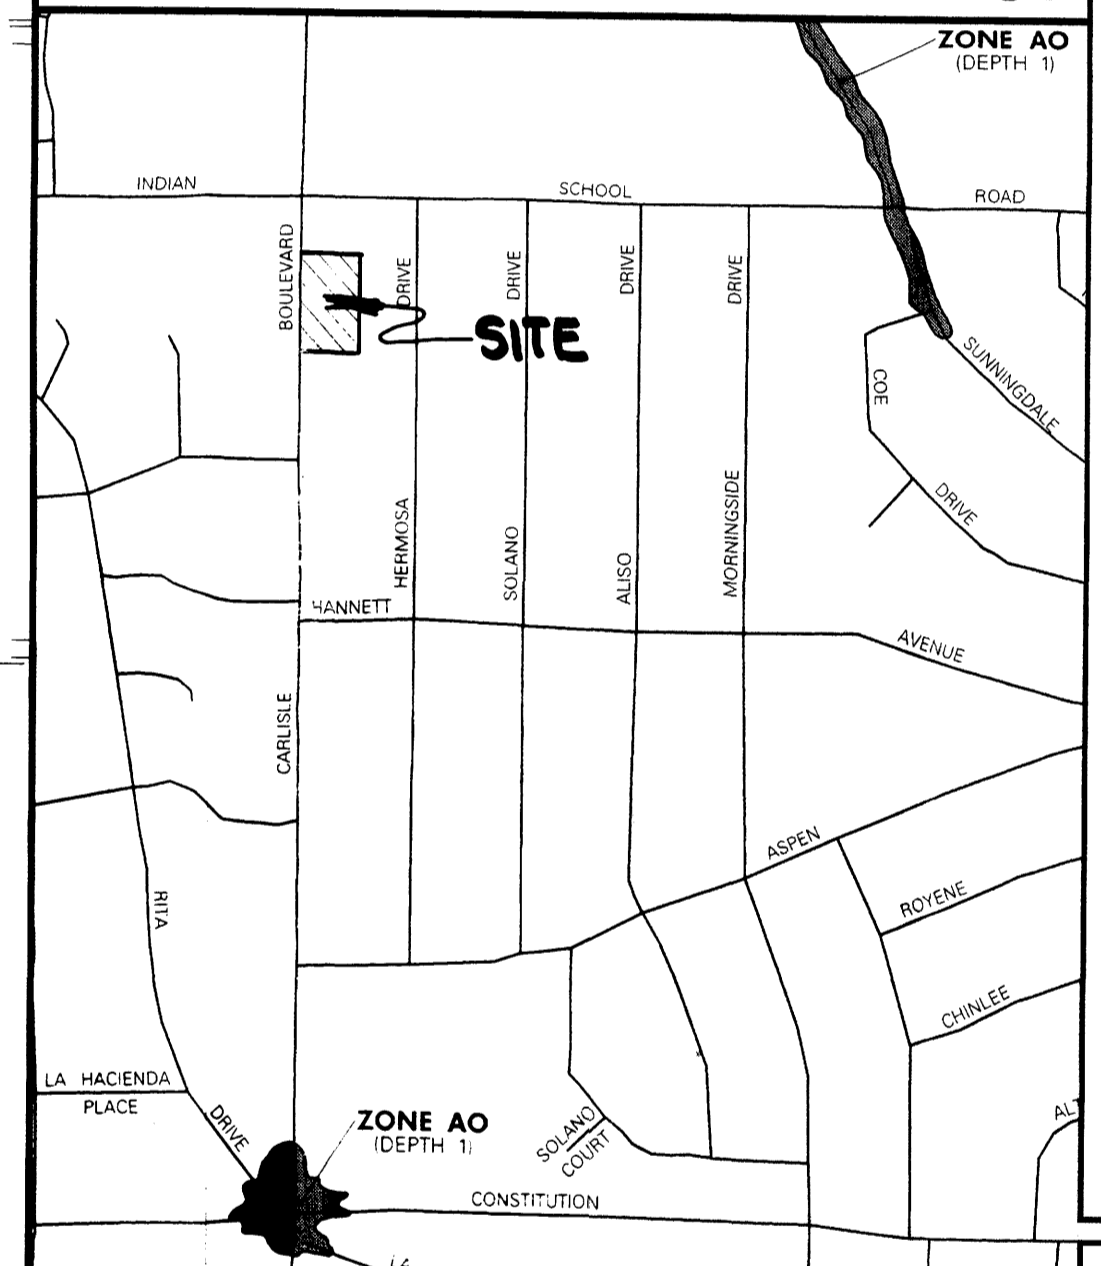 ZONE AO
(DEPTH 1)
INDIAN SCHOOL ROAD
BOULEVARD
DRIVE
DRIVE
DRIVE
DRIVE
SITE
SUNNINGDALE
COE
DRIVE
HERMOSA
SOLANO
ALISO
MORNINGSIDE
HANNETT
AVENUE
CARLISLE
ASPEN
ROYENE
RITA
CHINLEE
LA HACIENDA
PLACE
DRIVE
ZONE AO
(DEPTH 1)
SOLANO
COURT
ALT
CONSTITUTION